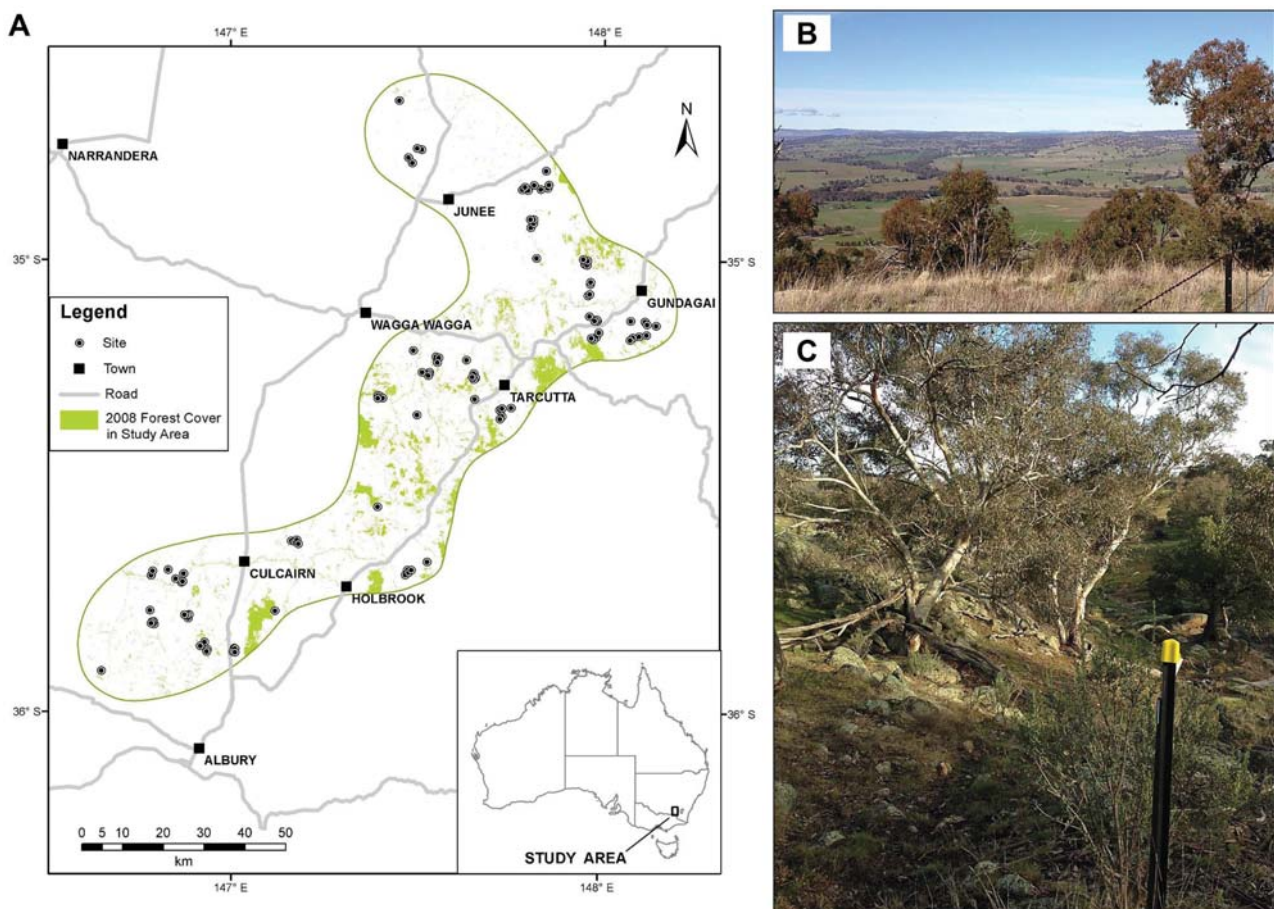 A
147° E
148° E
N
NARRANDERA
JUNEE
35° S
35° S
GUNDAGAI
WAGGA WAGGA
Legend
Site
Town
Road
2008 Forest Cover
in Study Area
TARCUTTA
CULCAIRN
HOLBROOK
36° S
36° S
ALBURY
STUDY AREA
0 5 10 20 30 40 50
km
147° E
148° E
B
C